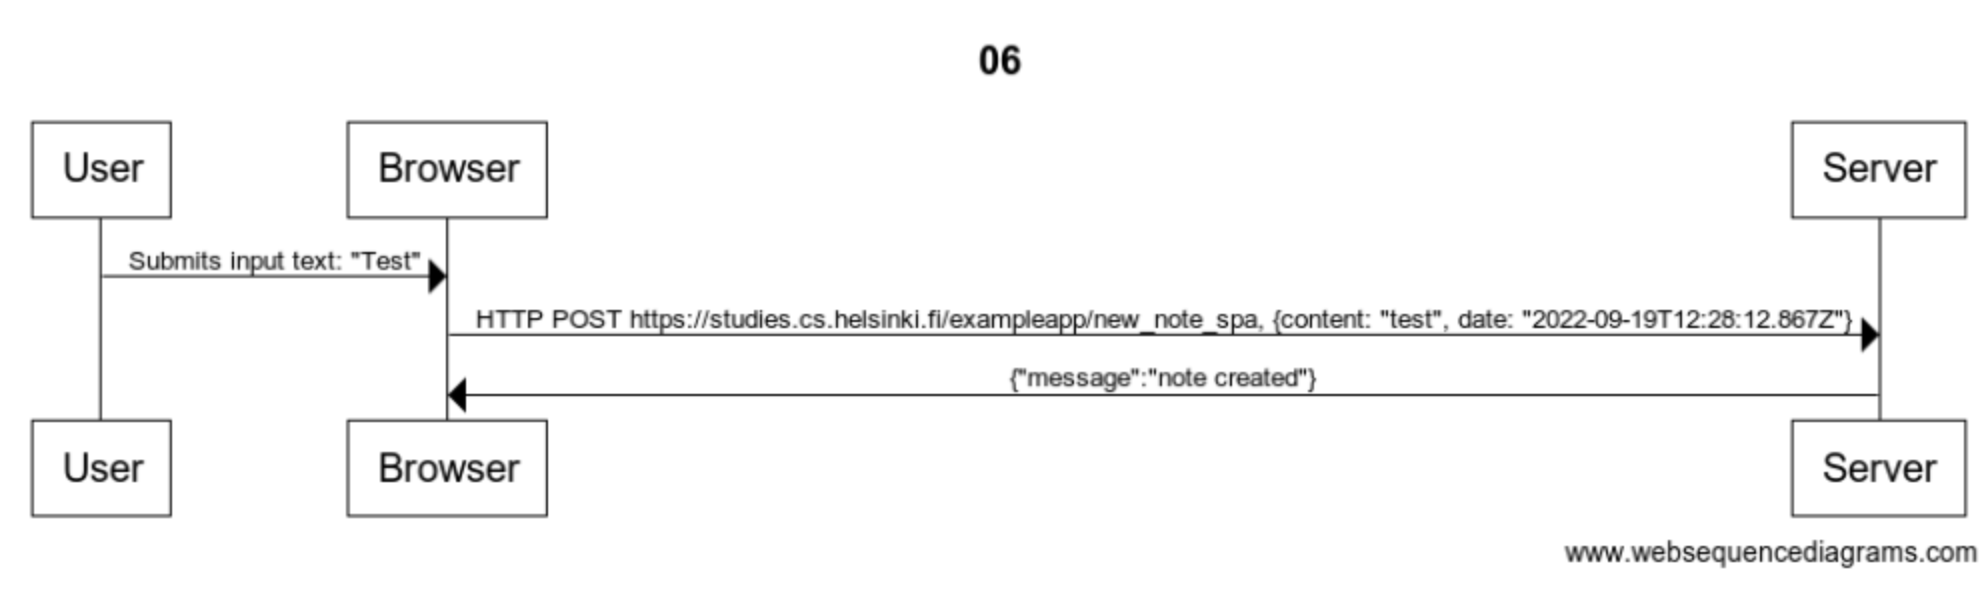 06
User
Browser
Server
Submits input text: "Test"
HTTP POST https://studies.cs.helsinki.fi/exampleapp/new_note_spa, {content: "test", date: "2022-09-19T12:28:12.867Z"}
{"message":"note created"}
User
Browser
Server
www.websequencediagrams.com